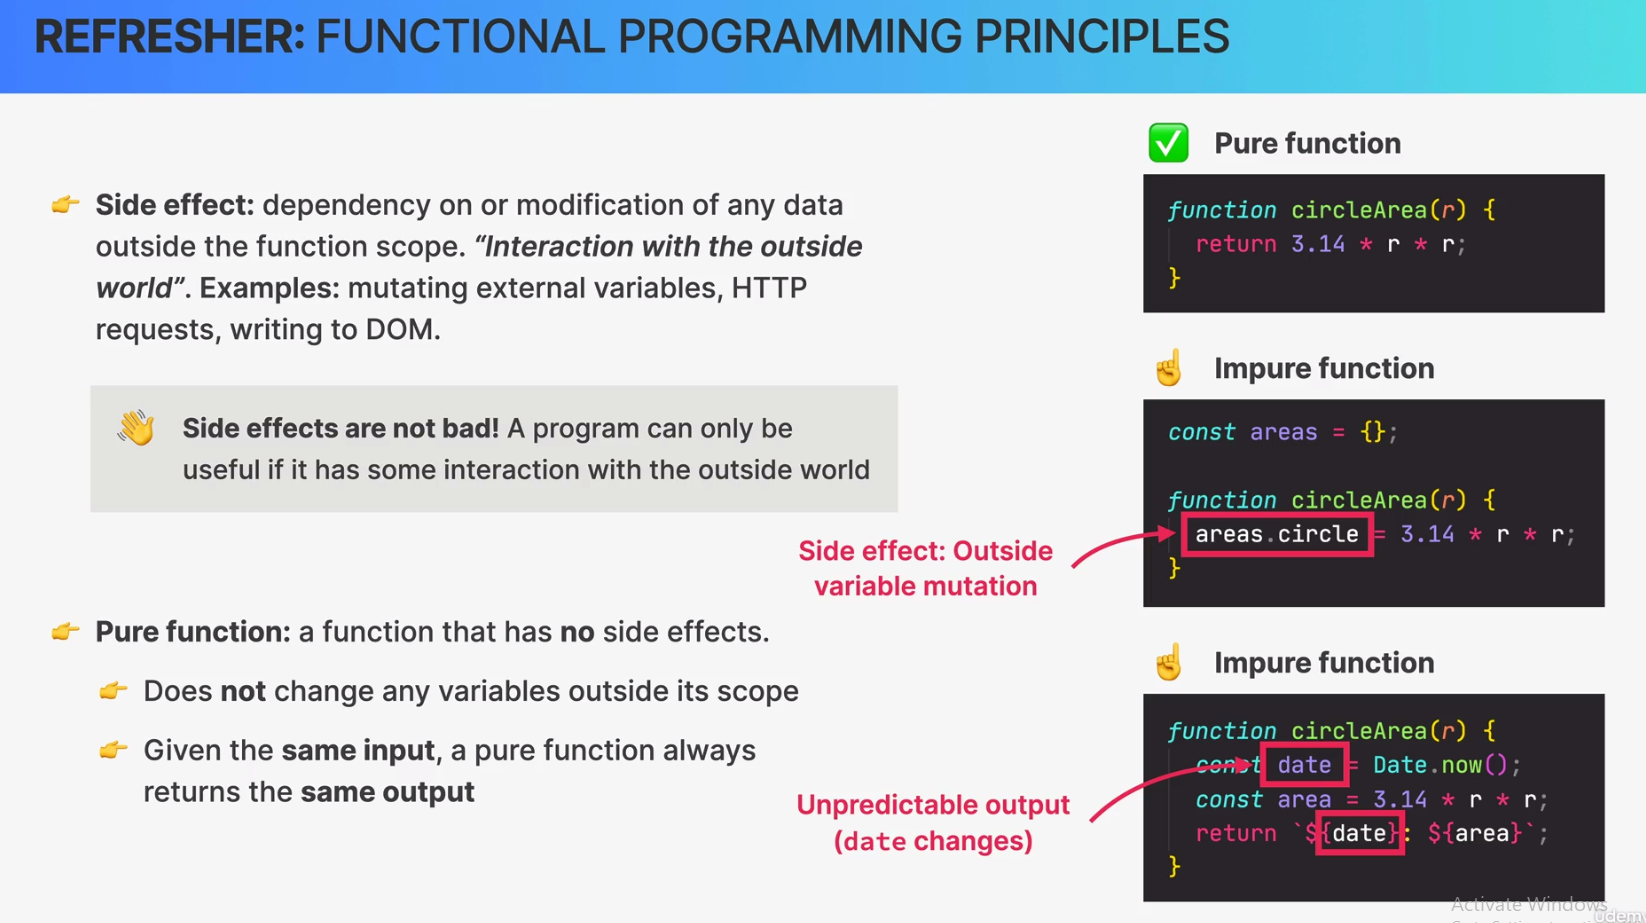 REFRESHER: FUNCTIONAL PROGRAMMING PRINCIPLES
Side effect: dependency on or modification of any data
outside the function scope. “Interaction with the outside
world”. Examples: mutating external variables, HTTP
requests, writing to DOM.
Side effects are not bad! A program can only be
useful if it has some interaction with the outside world
Pure function: a function that has no side effects.
Does not change any variables outside its scope
Given the same input, a pure function always
returns the same output
Pure function
function circleArea(r) {
return 3.14 * r * r;
}
Impure function
const areas = {};
function circleArea(r) {
areas.circle = 3.14 * r * r;
}
Side effect: Outside
variable mutation
Impure function
function circleArea(r) {
const date = Date.now();
const area = 3.14 * r * r;
return `${date}: ${area}`;
}
Unpredictable output
(date changes)
Activate Windows
udemy